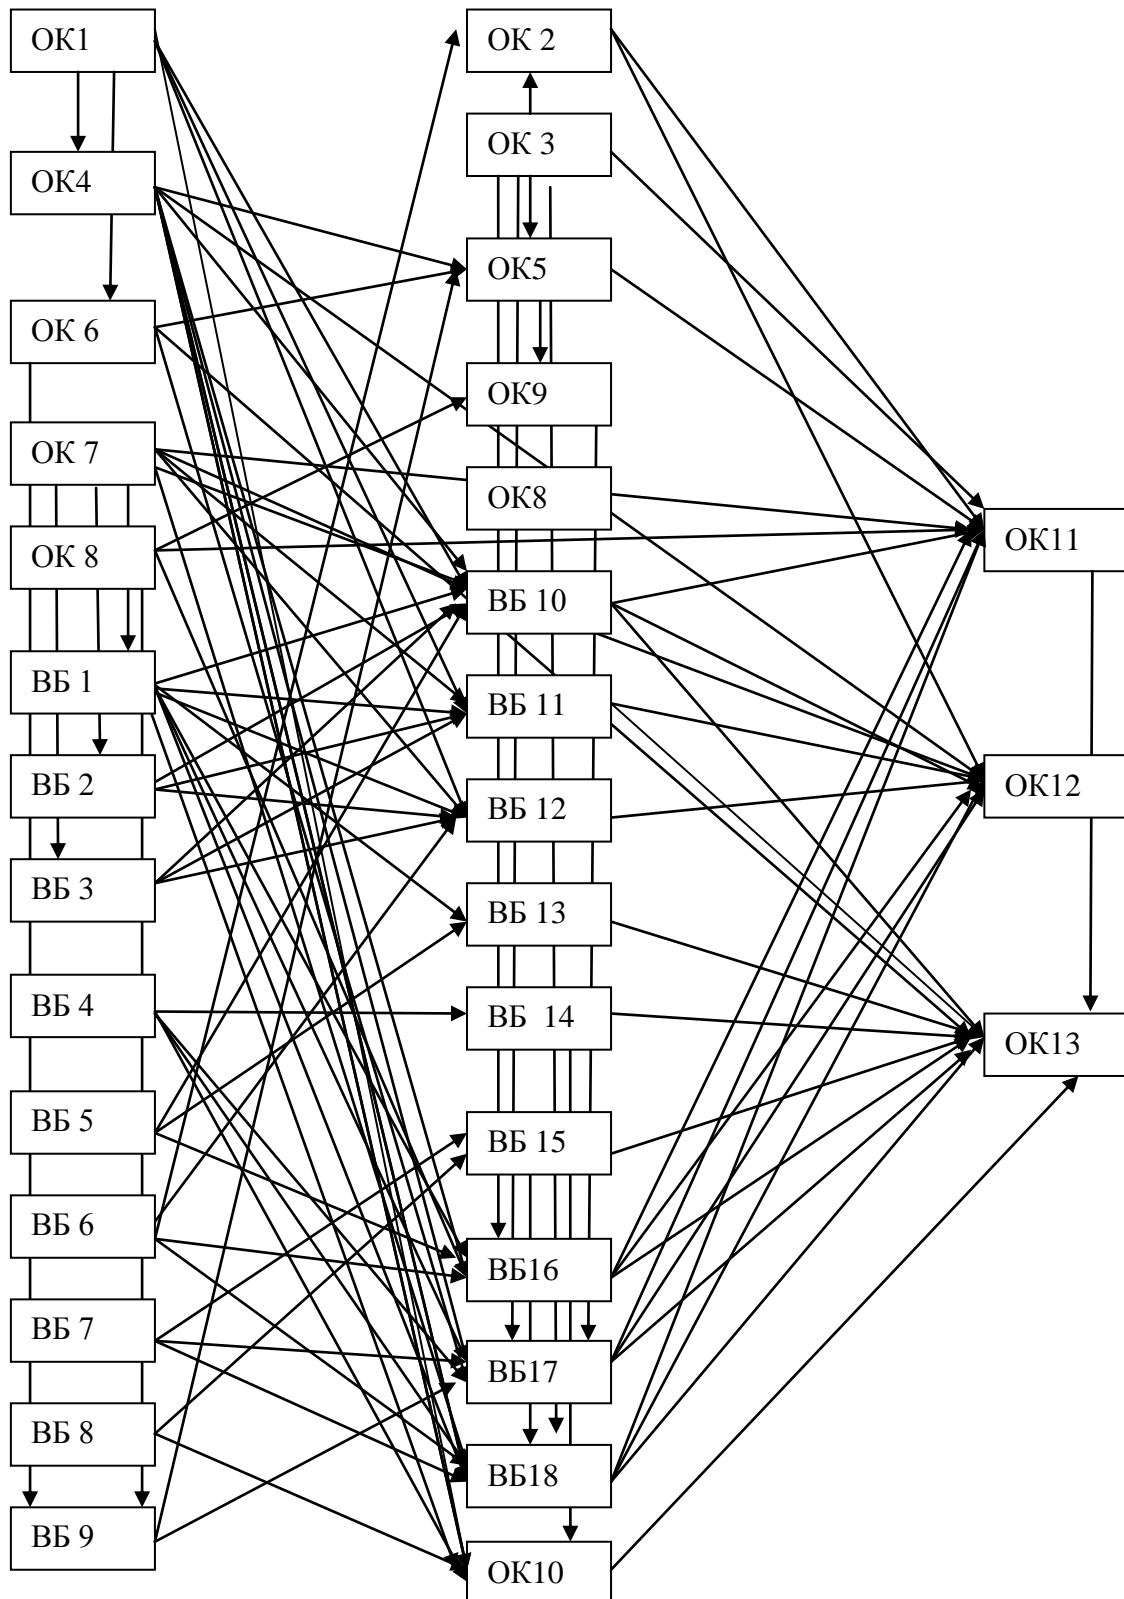 ОК1
ОК4
ОК 6
ОК 7
ОК 8
ВБ 1
ВБ 2
ВБ 3
ВБ 4
ВБ 5
ВБ 6
ВБ 7
ВБ 8
ВБ 9
ОК 2
ОК 3
ОК5
ОК9
ОК8
ВБ 10
ВБ 11
ВБ 12
ВБ 13
ВБ 14
ВБ 15
ВБ16
ВБ17
ВБ18
ОК10
ОК11
ОК12
ОК13